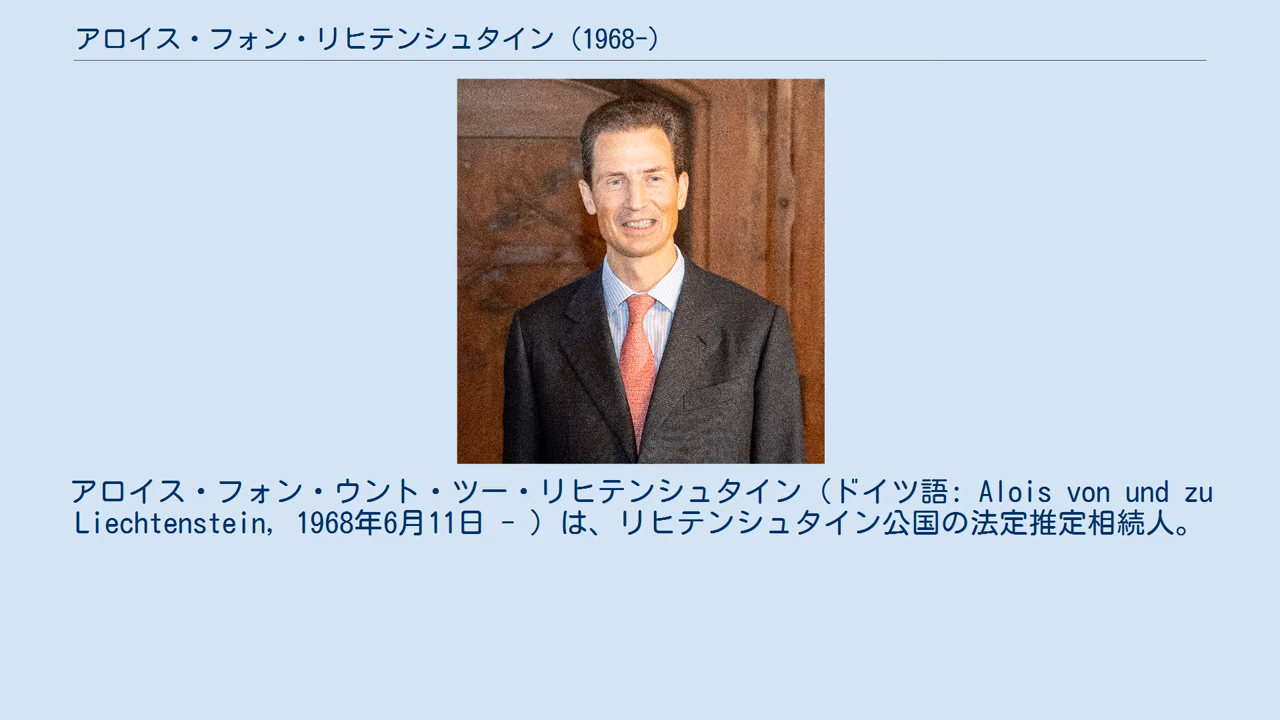 アロイス・フォン・リヒテンシュタイン（1968-）
アロイス・フォン・ウント・ツー・リヒテンシュタイン（ドイツ語: Alois von und zu
Liechtenstein, 1968年6月11日 - ）は、リヒテンシュタイン公国の法定推定相続人。